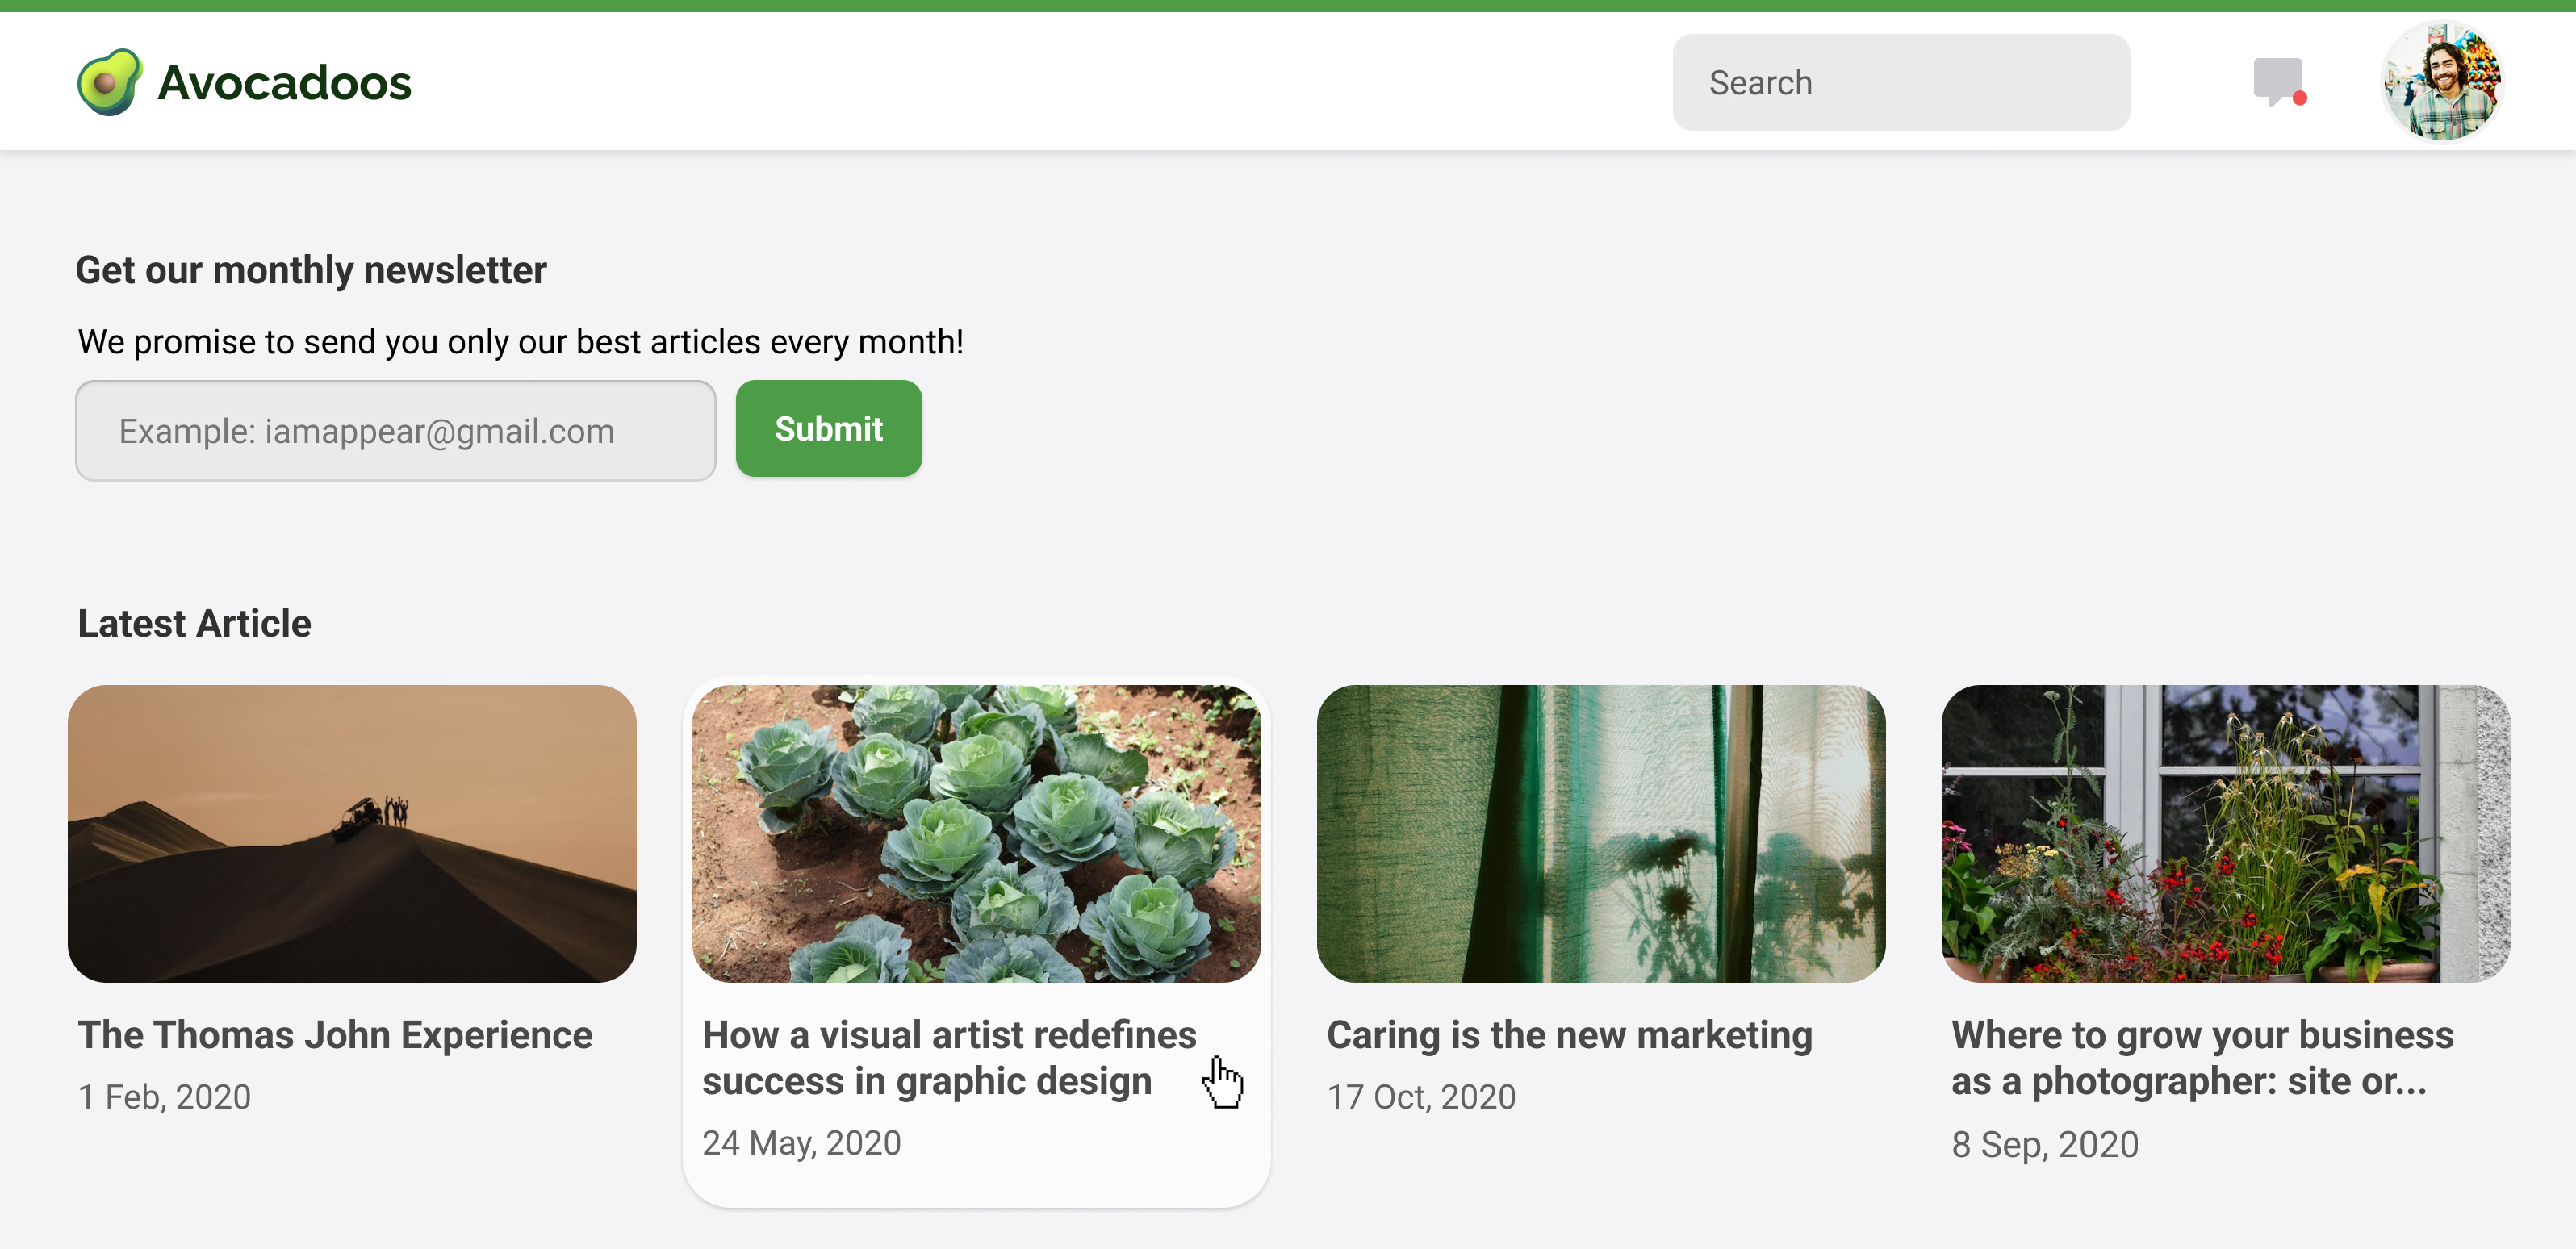 Avocadoos
Search
Get our monthly newsletter
We promise to send you only our best articles every month!
Example: iamappear@gmail.com
Submit
Latest Article
The Thomas John Experience
1 Feb, 2020
How a visual artist redefines
success in graphic design
24 May, 2020
Caring is the new marketing
17 Oct, 2020
Where to grow your business
as a photographer: site or...
8 Sep, 2020